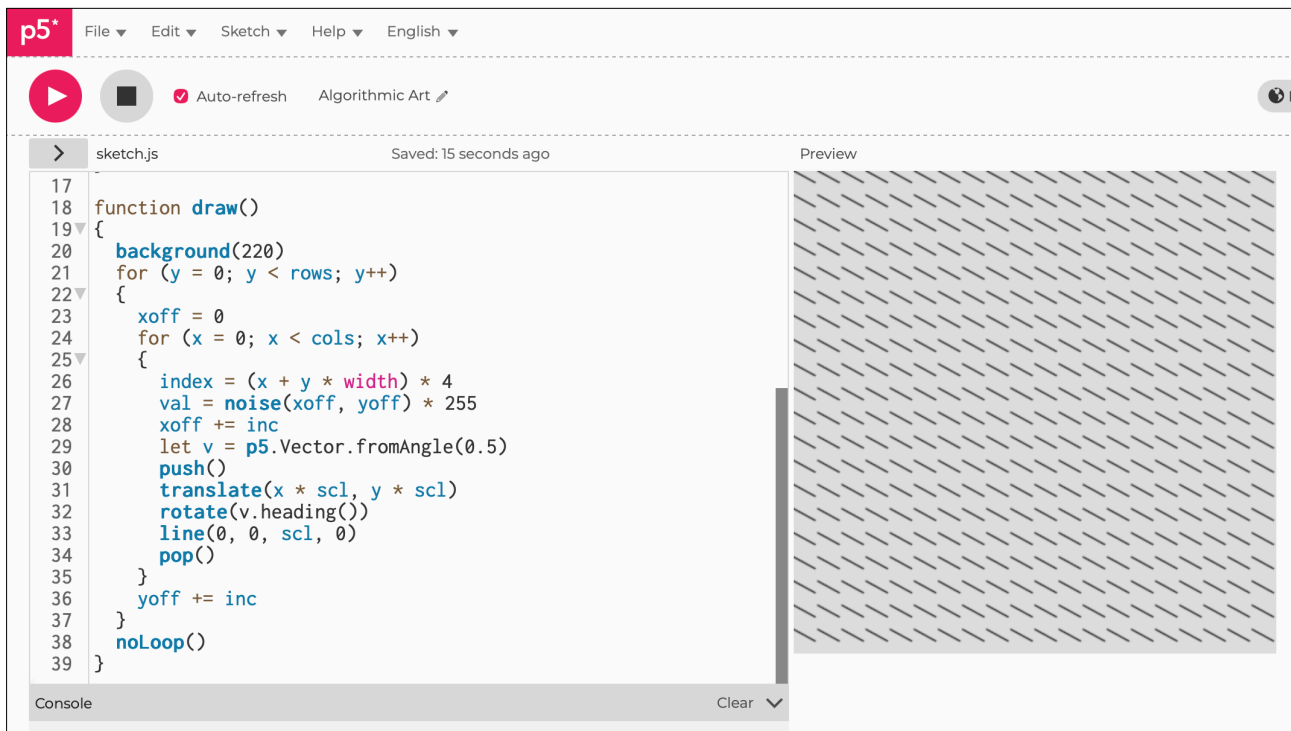 p5*
File Edit Sketch Help English
Auto-refresh Algorithmic Art
sketch.js Saved: 15 seconds ago Preview
17
18 function draw()
19 {
20 background(220)
21 for (y = 0; y < rows; y++)
22 {
23 xoff = 0
24 for (x = 0; x < cols; x++)
25 {
26 index = (x + y * width) * 4
27 val = noise(xoff, yoff) * 255
28 xoff += inc
29 let v = p5.Vector.fromAngle(0.5)
30 push()
31 translate(x * scl, y * scl)
32 rotate(v.heading())
33 line(0, 0, scl, 0)
34 pop()
35 }
36 yoff += inc
37 }
38 noLoop()
39 }
Console Clear